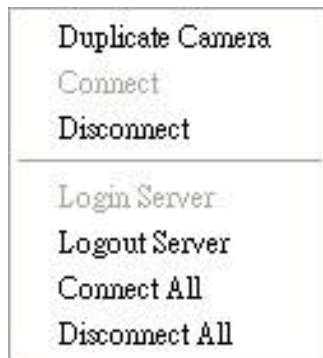 Duplicate Camera
Connect
Disconnect
Login Server
Logout Server
Connect All
Disconnect All